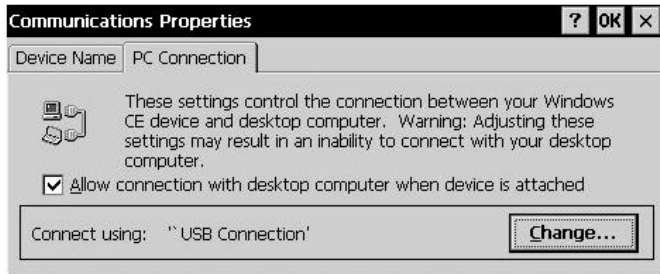 Communications Properties ? OK ×
Device Name PC Connection
These settings control the connection between your Windows
CE device and desktop computer. Warning: Adjusting these
settings may result in an inability to connect with your desktop
computer.
Allow connection with desktop computer when device is attached
Connect using: '`USB Connection' Change...